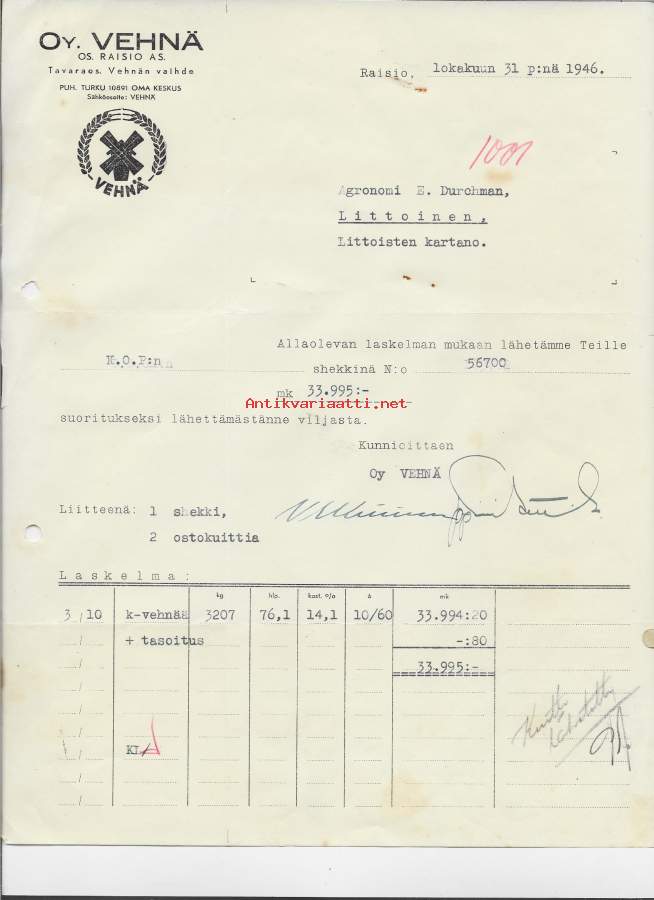 OY. VEHNÄ
OS. RAISIO AS.
Tavaraos. Vehnän vaihde
PUH. TURKU 10891 OMA KESKUS
Sähköosoite: VEHNÄ
VEHNÄ
Raisio, lokakuun 31 p:nä 1946.
1001
Agronomi E. Durchman,
Littoinen,
Littoisten kartano.
Allaolevan laskelman mukaan lähetämme Teille
K.O.P:n shekkinä N:o 56700
mk 33.995:-
Antikvariaatti.net
suoritukseksi lähettämästänne viljasta.
Kunnioittaen
Oy VEHNÄ
Liitteenä: 1 shekki,
2 ostokuittia
Laskelma:
kg hlp. kost. o/o à mk
3/10 k-vehnää 3207 76,1 14,1 10/60 33.994:20
+ tasoitus -:80
33.995:-
Kuitti
lähetetty
KL/